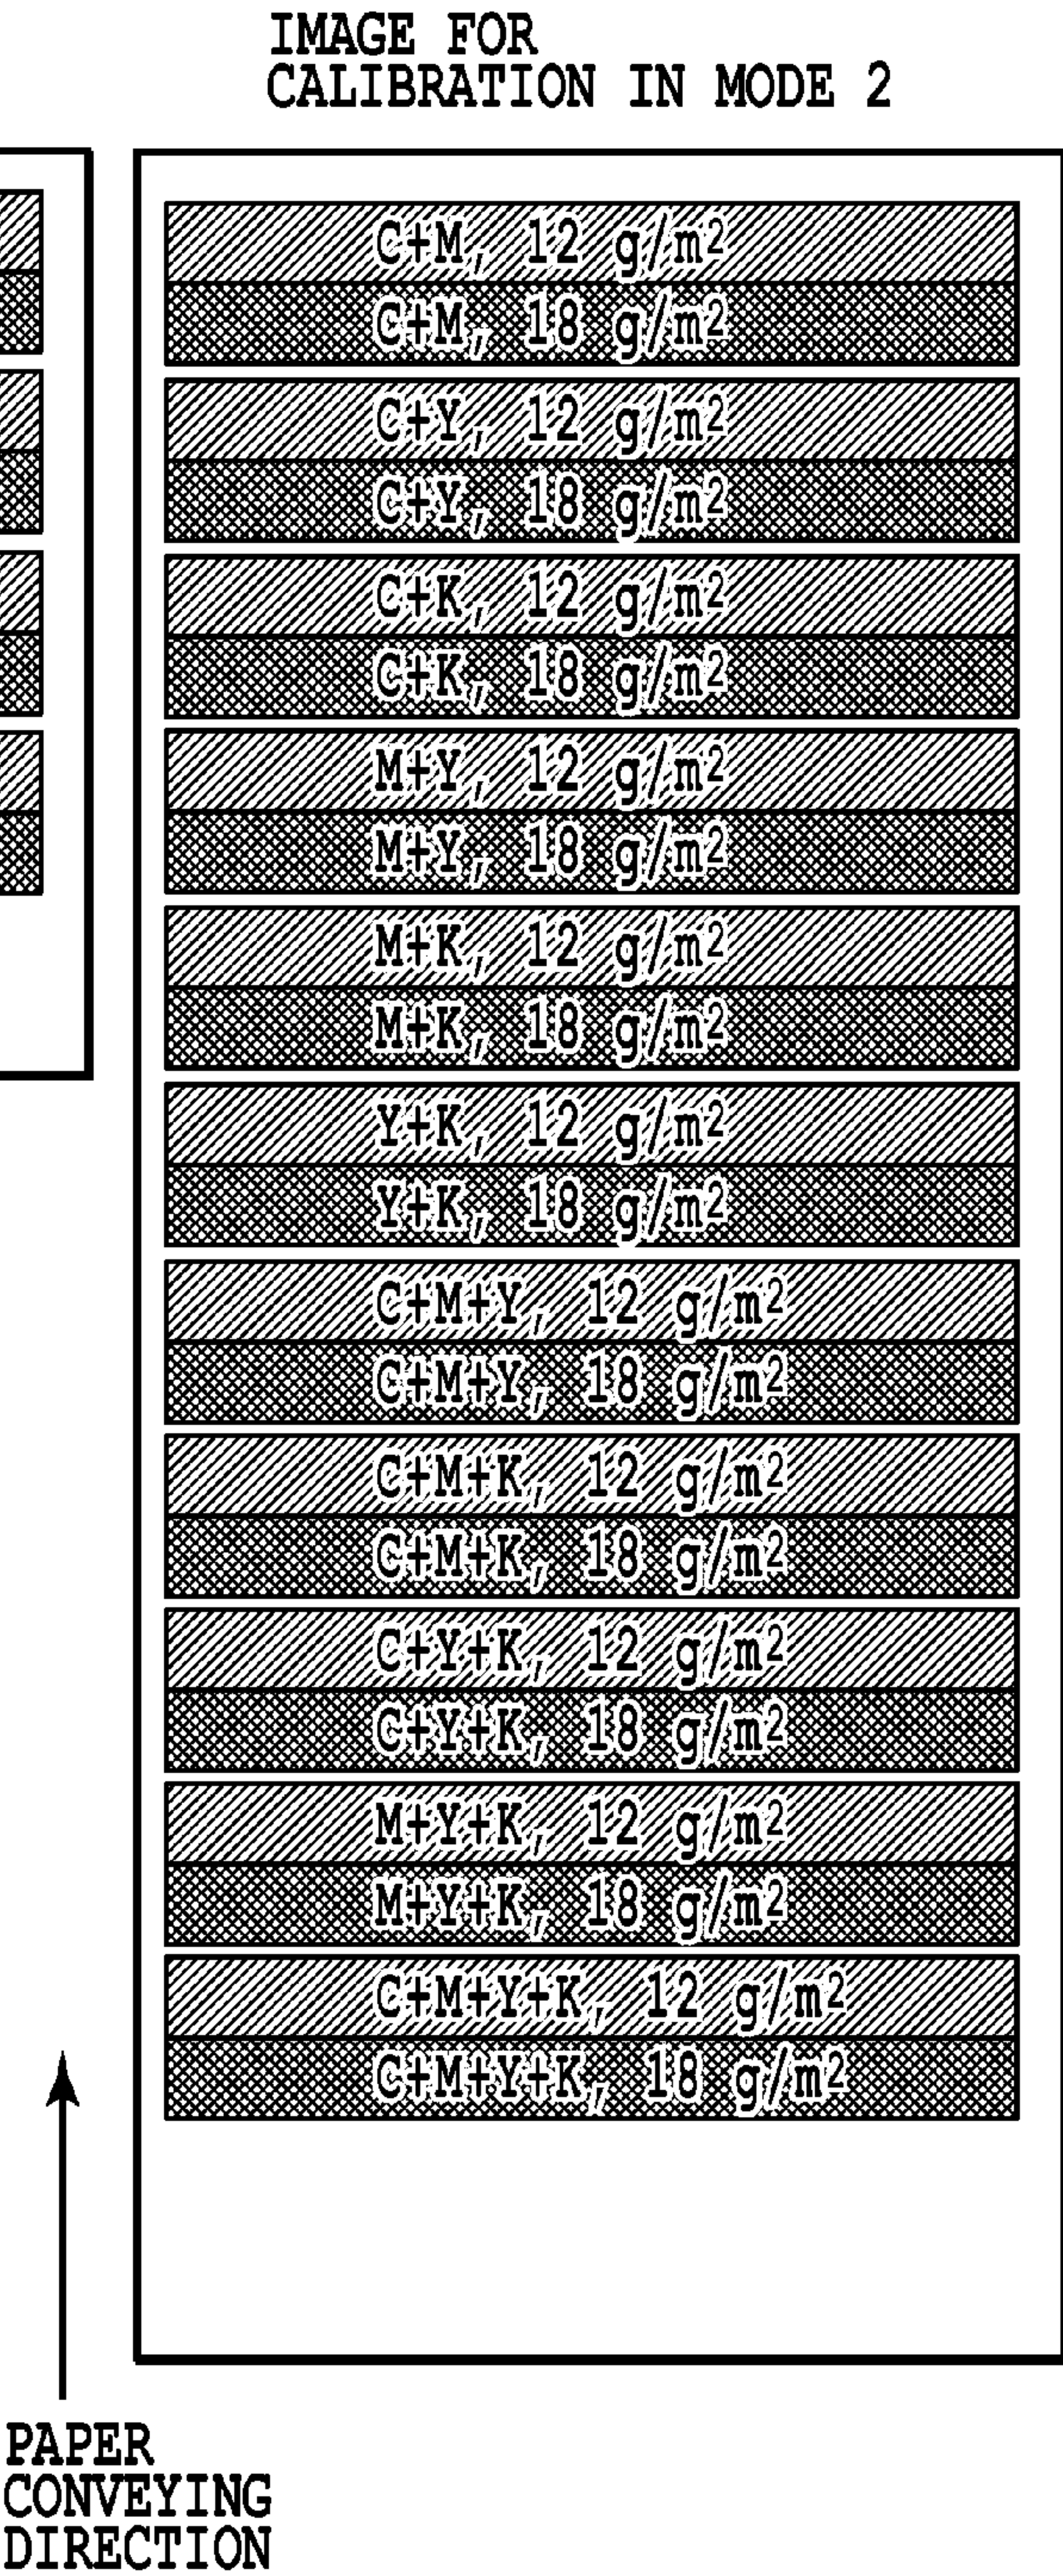 IMAGE FOR
CALIBRATION IN MODE 2
C+M, 12 g/m2
C+M, 18 g/m2
C+Y, 12 g/m2
C+Y, 18 g/m2
C+K, 12 g/m2
C+K, 18 g/m2
M+Y, 12 g/m2
M+Y, 18 g/m2
M+K, 12 g/m2
M+K, 18 g/m2
Y+K, 12 g/m2
Y+K, 18 g/m2
C+M+Y, 12 g/m2
C+M+Y, 18 g/m2
C+M+K, 12 g/m2
C+M+K, 18 g/m2
C+Y+K, 12 g/m2
C+Y+K, 18 g/m2
M+Y+K, 12 g/m2
M+Y+K, 18 g/m2
C+M+Y+K, 12 g/m2
C+M+Y+K, 18 g/m2
PAPER
CONVEYING
DIRECTION